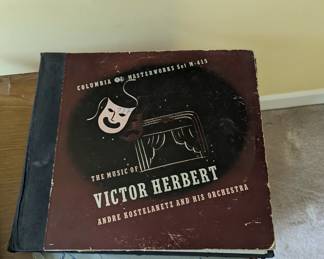 COLUMBIA MASTERWORKS Set M-415
THE MUSIC OF
VICTOR HERBERT
ANDRE KOSTELANETZ AND HIS ORCHESTRA